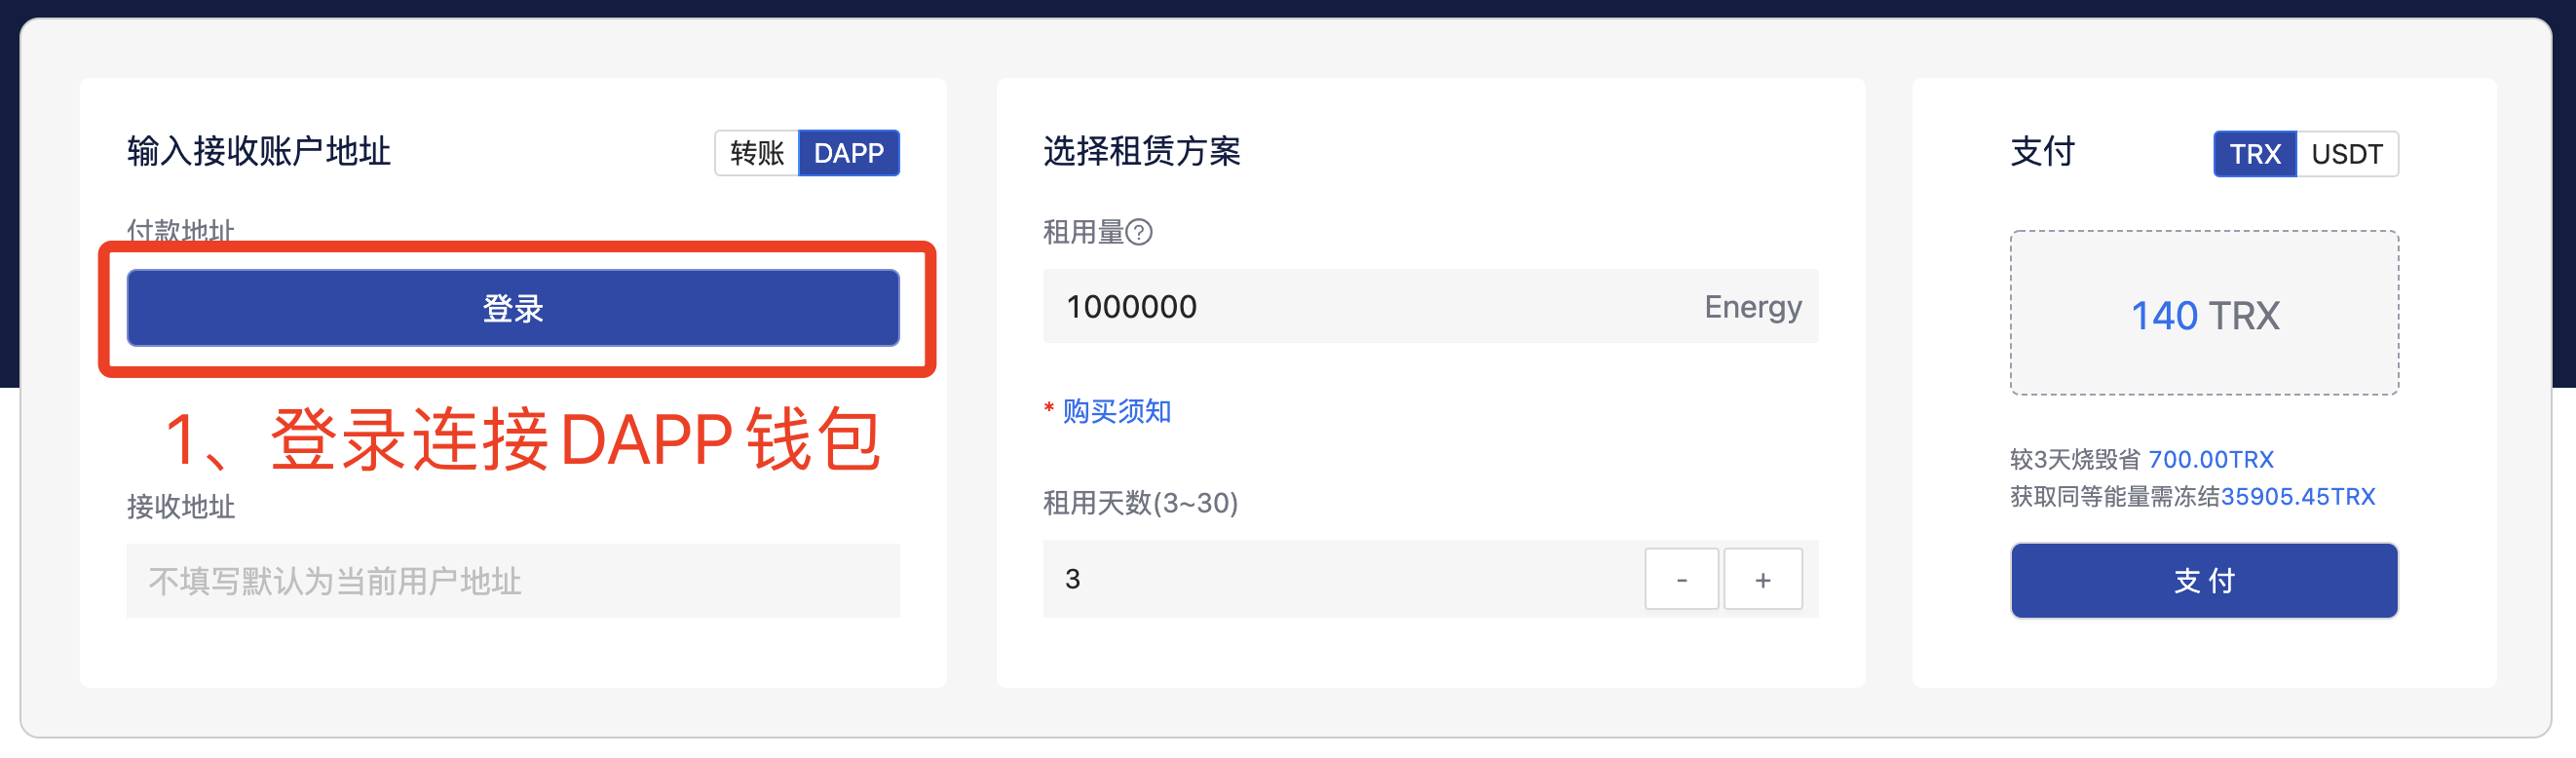 输入接收账户地址
转账 DAPP
付款地址
登录
1、登录连接DAPP钱包
接收地址
不填写默认为当前用户地址
选择租赁方案
租用量?
1000000 Energy
* 购买须知
租用天数(3~30)
3 - +
支付
TRX USDT
140 TRX
较3天烧毁省 700.00TRX
获取同等能量需冻结35905.45TRX
支付